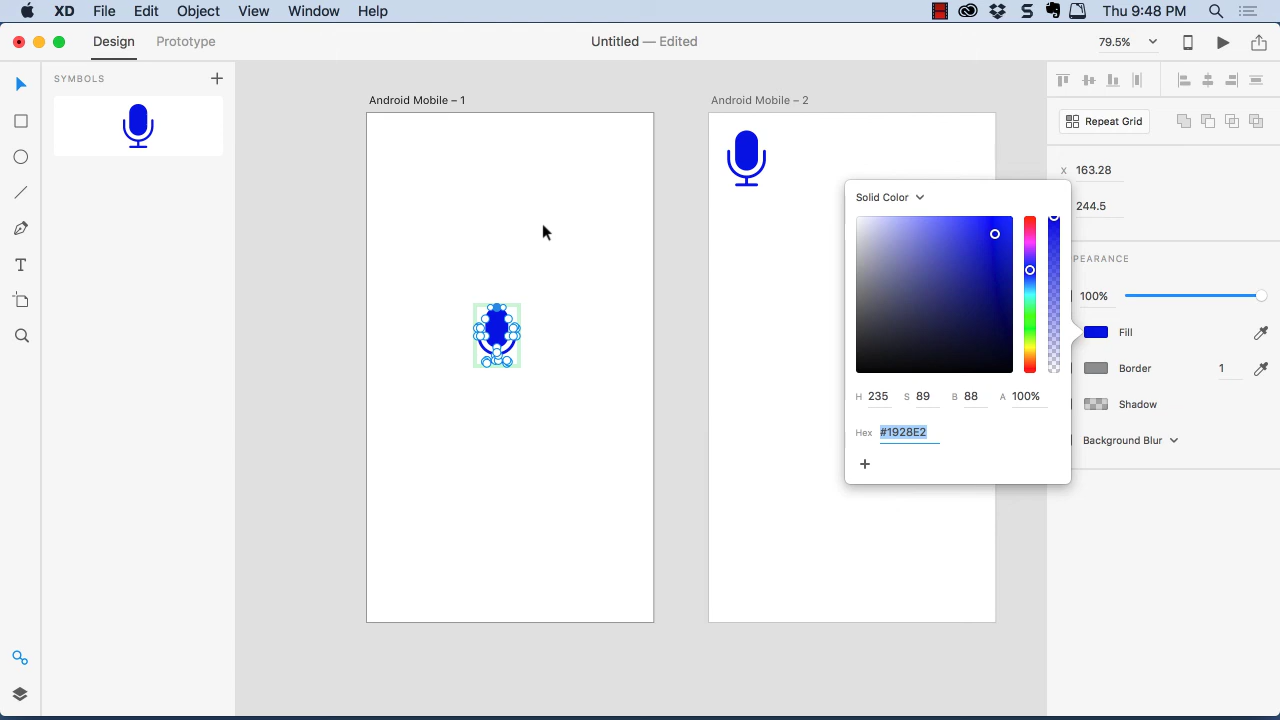 XD File Edit Object View Window Help Thu 9:48 PM
Design Prototype Untitled — Edited 79.5%
SYMBOLS
Android Mobile – 1
Android Mobile – 2
Repeat Grid
X 163.28
244.5
PEARANCE
100%
Fill
Border 1
Shadow
Background Blur
Solid Color
H 235 S 89 B 88 A 100%
Hex #1928E2